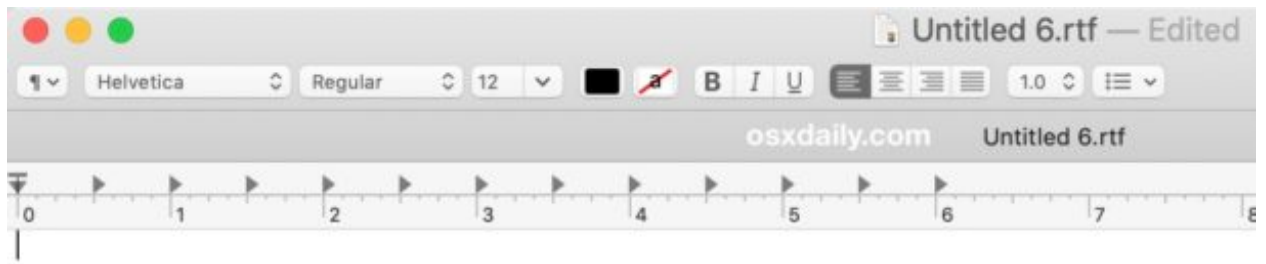 Untitled 6.rtf — Edited
¶ Helvetica Regular 12 a B I U 1.0
osxdaily.com Untitled 6.rtf
0 1 2 3 4 5 6 7 8